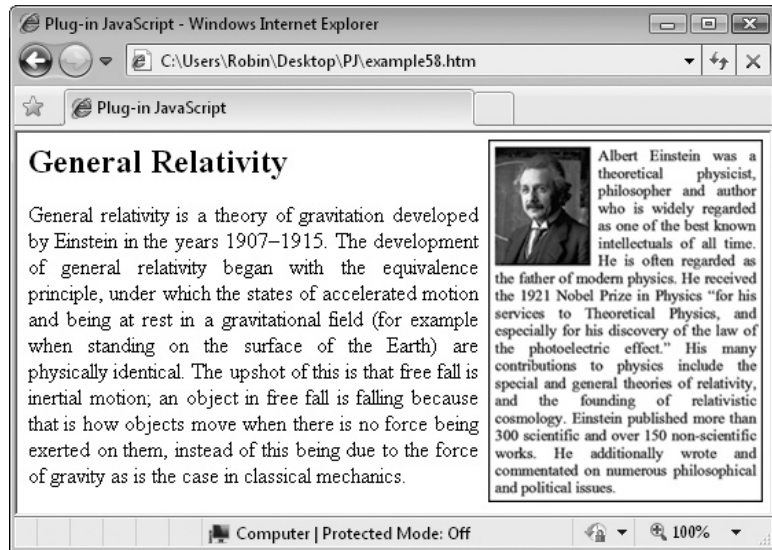 Plug-in JavaScript - Windows Internet Explorer
C:\Users\Robin\Desktop\PJ\example58.htm
Plug-in JavaScript
General Relativity
General relativity is a theory of gravitation developed
by Einstein in the years 1907–1915. The development
of general relativity began with the equivalence
principle, under which the states of accelerated motion
and being at rest in a gravitational field (for example
when standing on the surface of the Earth) are
physically identical. The upshot of this is that free fall is
inertial motion; an object in free fall is falling because
that is how objects move when there is no force being
exerted on them, instead of this being due to the force
of gravity as is the case in classical mechanics.
Albert Einstein was a
theoretical physicist,
philosopher and author
who is widely regarded
as one of the best known
intellectuals of all time.
He is often regarded as
the father of modern physics. He received
the 1921 Nobel Prize in Physics “for his
services to Theoretical Physics, and
especially for his discovery of the law of
the photoelectric effect.” His many
contributions to physics include the
special and general theories of relativity,
and the founding of relativistic
cosmology. Einstein published more than
300 scientific and over 150 non-scientific
works. He additionally wrote and
commentated on numerous philosophical
and political issues.
Computer | Protected Mode: Off
100%